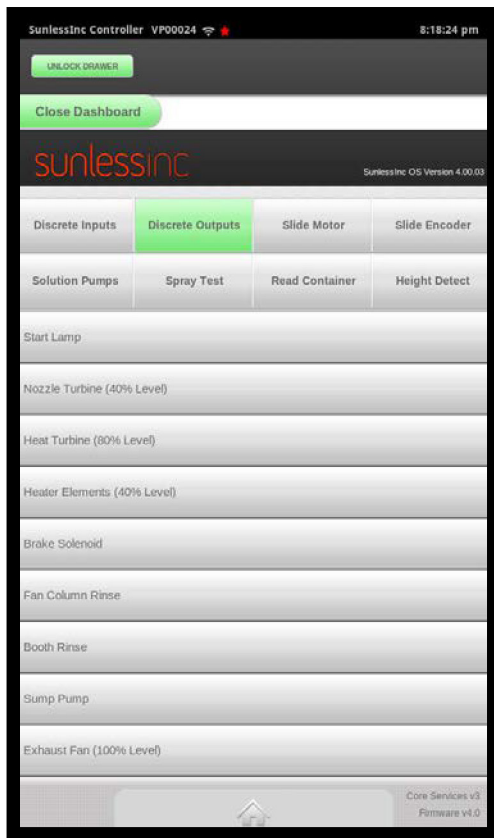 SunlessInc Controller VP00024 8:18:24 pm
UNLOCK DRAWER
Close Dashboard
sunlessinc
SunlessInc OS Version 4.00.03
Discrete Inputs Discrete Outputs Slide Motor Slide Encoder
Solution Pumps Spray Test Read Container Height Detect
Start Lamp
Nozzle Turbine (40% Level)
Heat Turbine (80% Level)
Heater Elements (40% Level)
Brake Solenoid
Fan Column Rinse
Booth Rinse
Sump Pump
Exhaust Fan (100% Level)
Core Services v3
Firmware v4.0